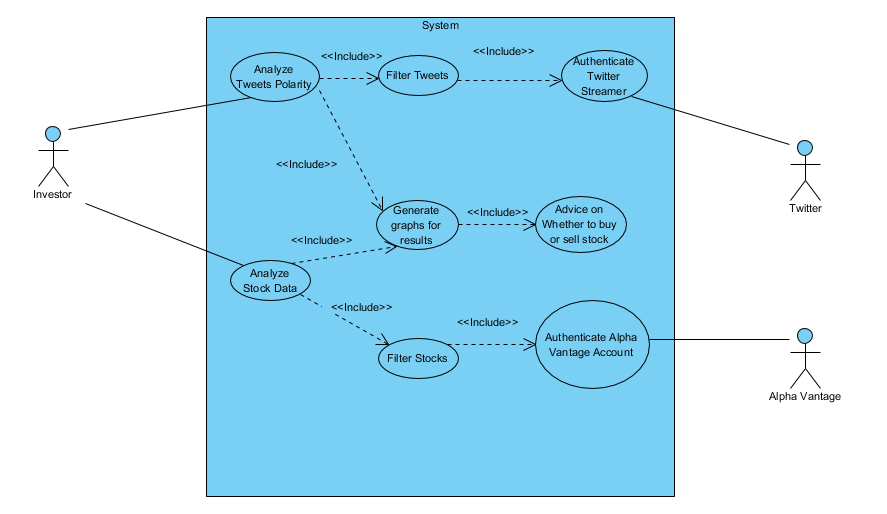 System
<<Include>>
<<Include>>
Analyze
Tweets Polarity
Filter Tweets
Authenticate
Twitter
Streamer
Investor
Twitter
<<Include>>
Generate
graphs for
results
<<Include>>
Advice on
Whether to buy
or sell stock
<<Include>>
Analyze
Stock Data
<<Include>>
<<Include>>
Filter Stocks
Authenticate Alpha
Vantage Account
Alpha Vantage